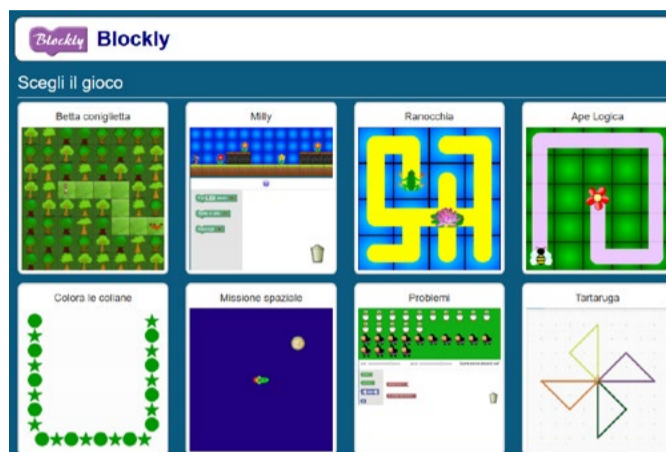 Blockly Blockly
Scegli il gioco
Betta coniglietta
Milly
Ranocchia
Ape Logica
Colora le collane
Missione spaziale
Problemi
Tartaruga